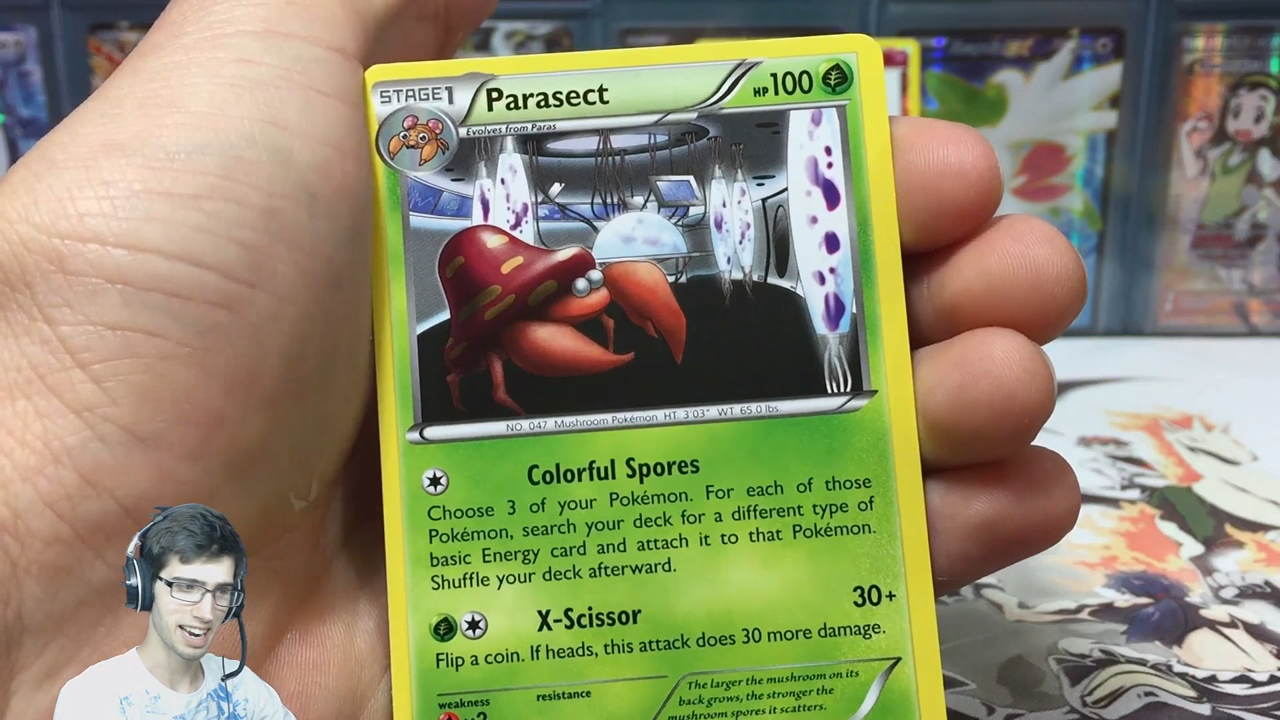 STAGE1 Parasect HP100
Evolves from Paras
NO. 047 Mushroom Pokémon HT. 3'03" WT. 65.0 lbs.
Colorful Spores
Choose 3 of your Pokémon. For each of those
Pokémon, search your deck for a different type of
basic Energy card and attach it to that Pokémon.
Shuffle your deck afterward.
X-Scissor 30+
Flip a coin. If heads, this attack does 30 more damage.
weakness resistance
×2
The larger the mushroom on its
back grows, the stronger the
mushroom spores it scatters.